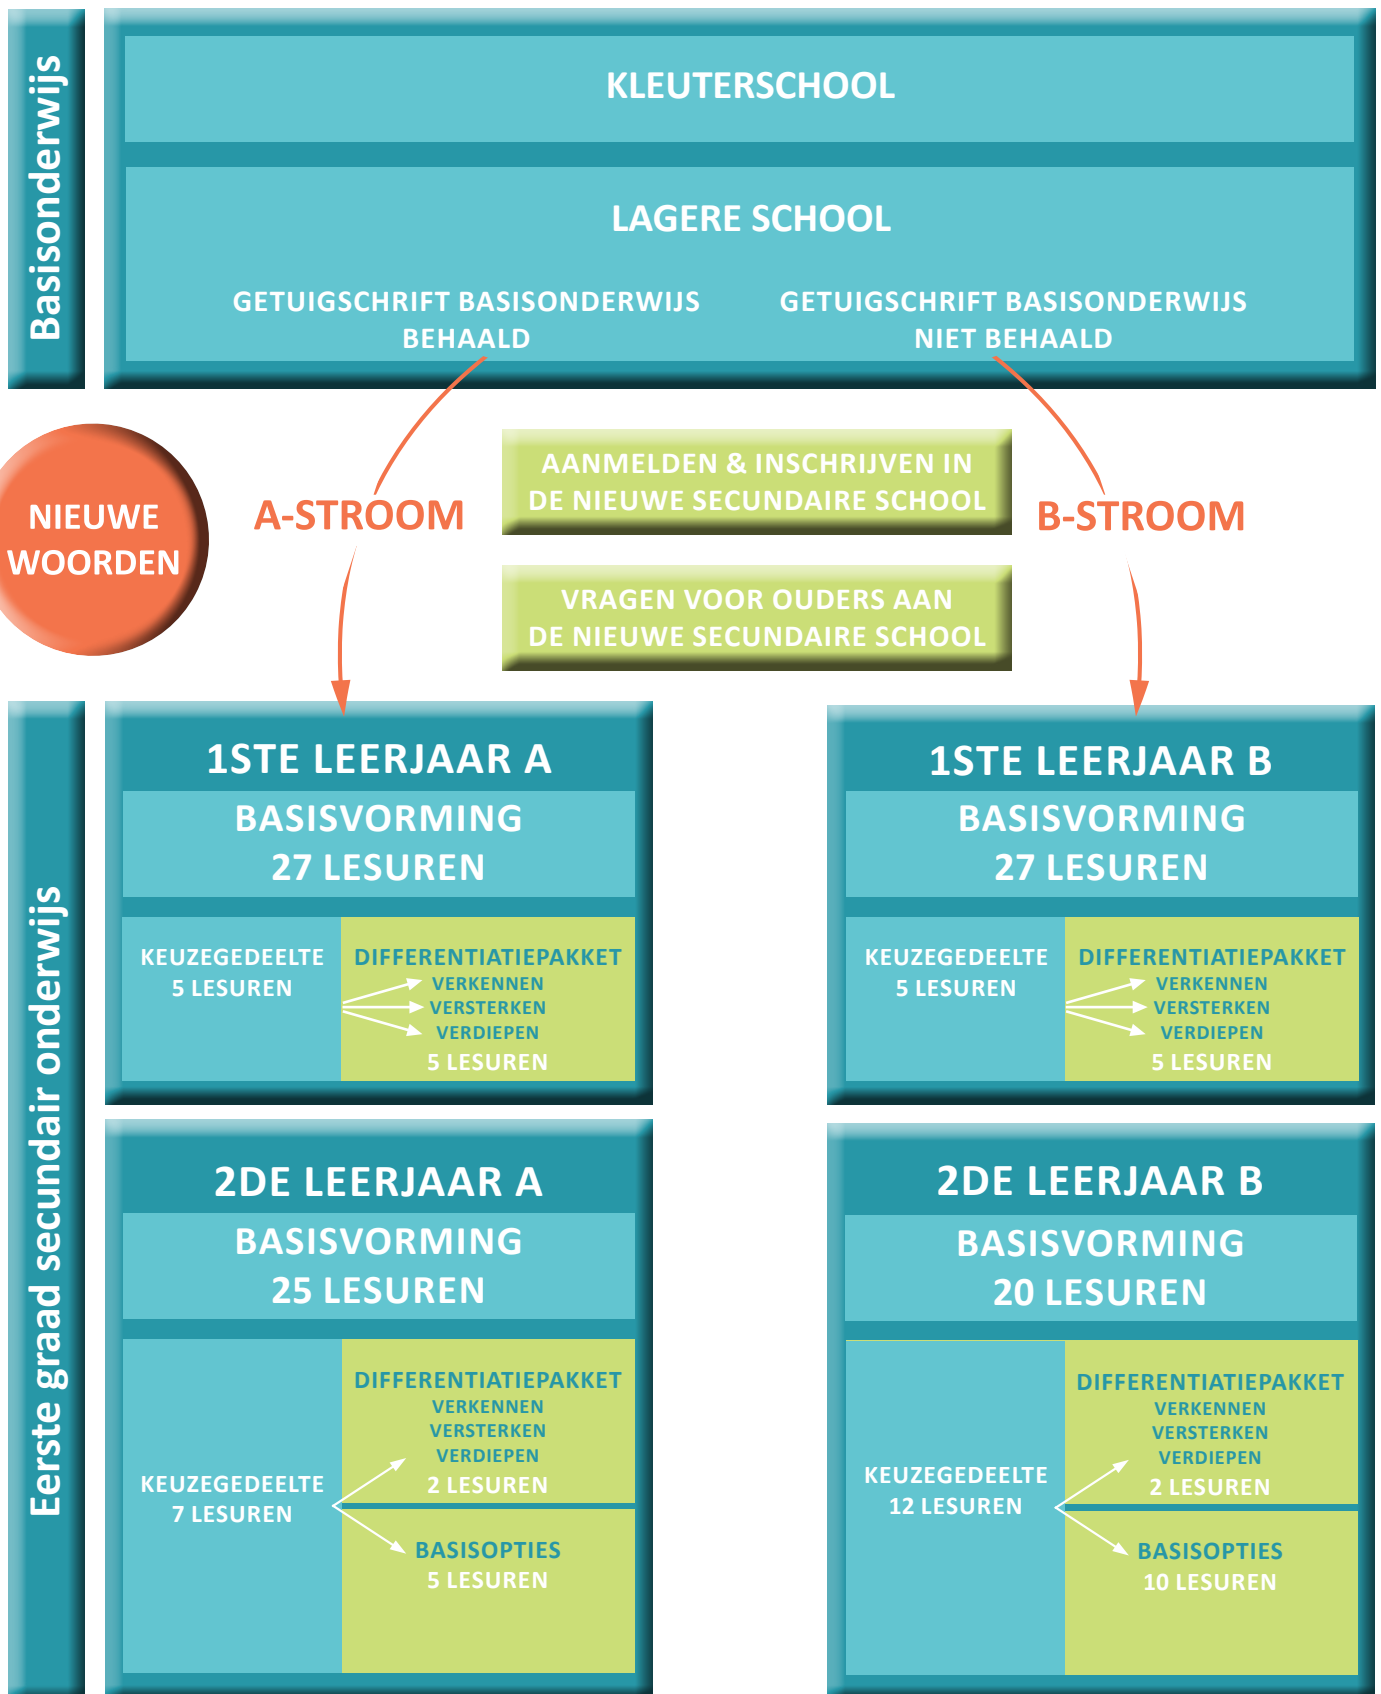 Basisonderwijs
KLEUTERSCHOOL
LAGERE SCHOOL
GETUIGSCHRIFT BASISONDERWIJS
BEHAALD
GETUIGSCHRIFT BASISONDERWIJS
NIET BEHAALD
NIEUWE
WOORDEN
A-STROOM
AANMELDEN & INSCHRIJVEN IN
DE NIEUWE SECUNDAIRE SCHOOL
B-STROOM
VRAGEN VOOR OUDERS AAN
DE NIEUWE SECUNDAIRE SCHOOL
Eerste graad secundair onderwijs
1STE LEERJAAR A
BASISVORMING
27 LESUREN
KEUZEGEDEELTE
5 LESUREN
DIFFERENTIATIEPAKKET
VERKENNEN
VERSTERKEN
VERDIEPEN
5 LESUREN
1STE LEERJAAR B
BASISVORMING
27 LESUREN
KEUZEGEDEELTE
5 LESUREN
DIFFERENTIATIEPAKKET
VERKENNEN
VERSTERKEN
VERDIEPEN
5 LESUREN
2DE LEERJAAR A
BASISVORMING
25 LESUREN
KEUZEGEDEELTE
7 LESUREN
DIFFERENTIATIEPAKKET
VERKENNEN
VERSTERKEN
VERDIEPEN
2 LESUREN
BASISOPTIES
5 LESUREN
2DE LEERJAAR B
BASISVORMING
20 LESUREN
KEUZEGEDEELTE
12 LESUREN
DIFFERENTIATIEPAKKET
VERKENNEN
VERSTERKEN
VERDIEPEN
2 LESUREN
BASISOPTIES
10 LESUREN